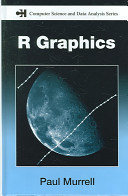 Computer Science and Data Analysis Series
R Graphics
Paul Murrell